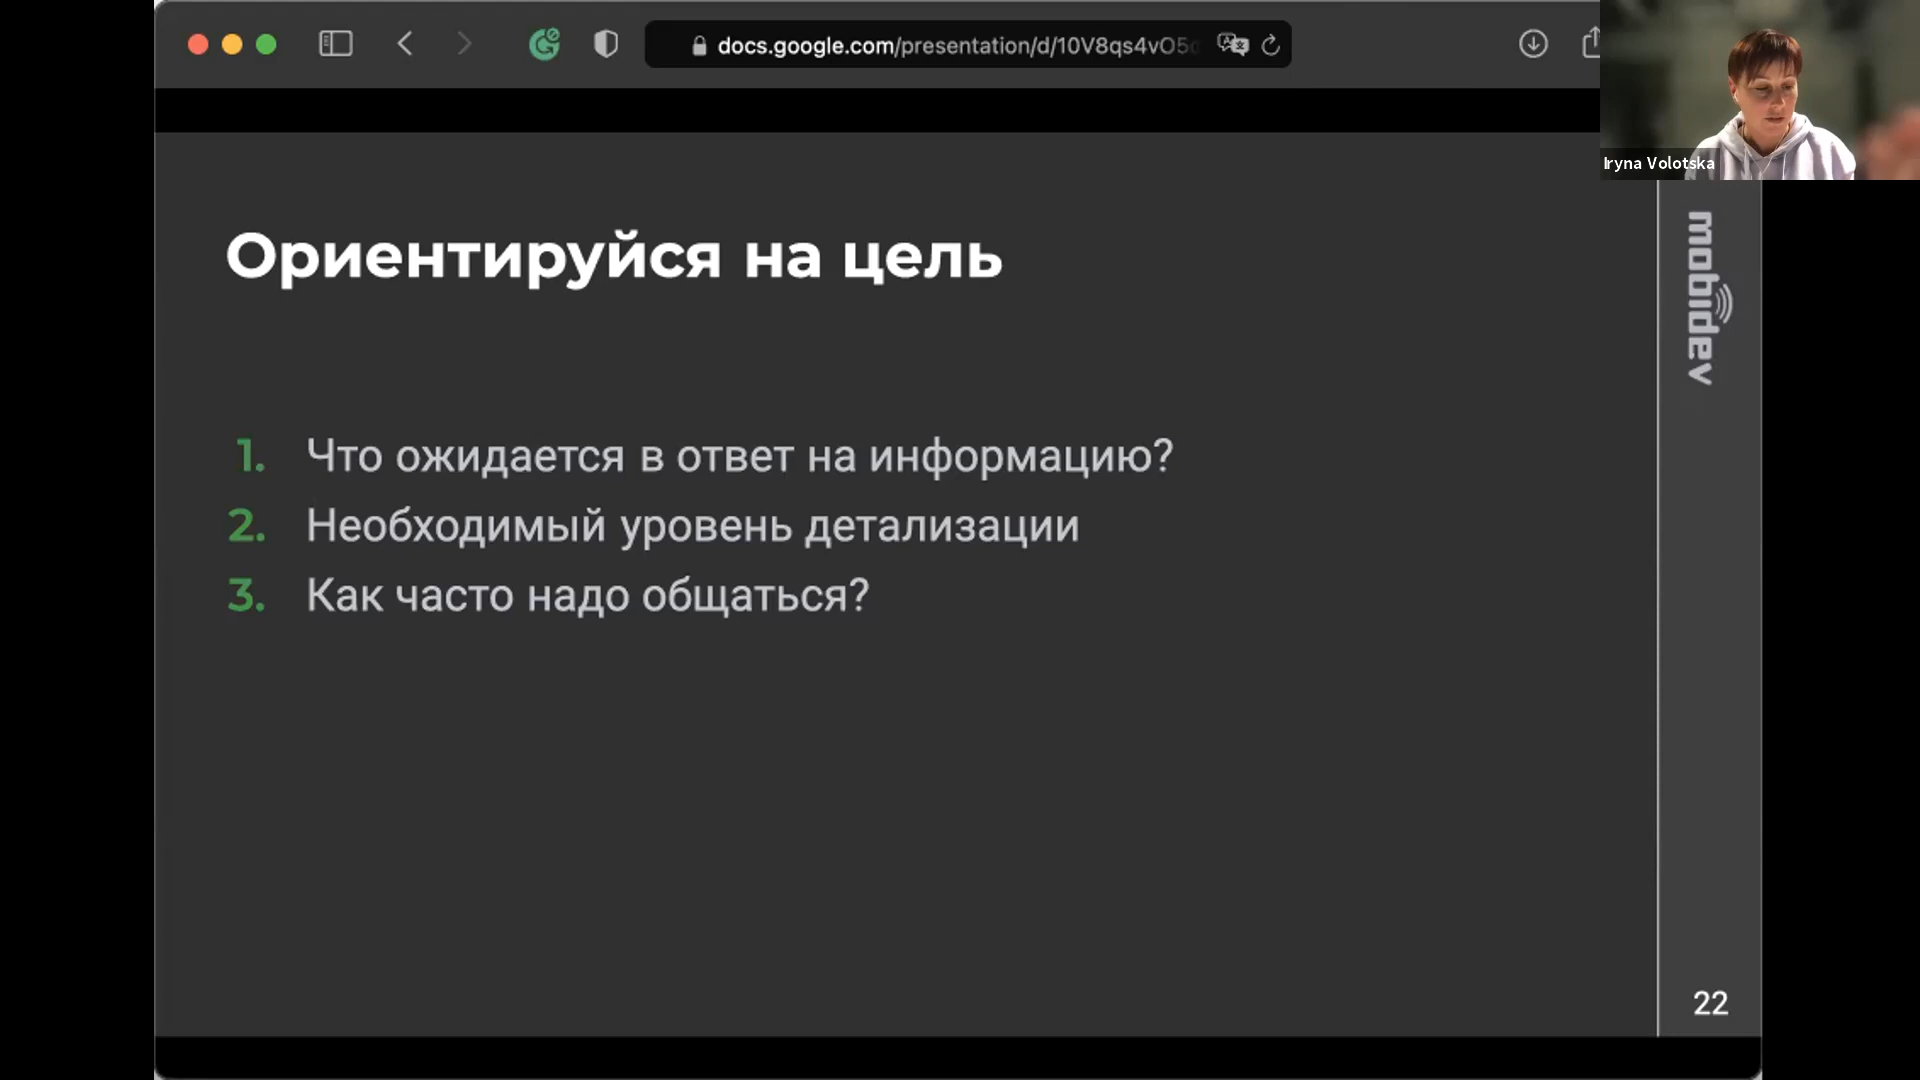 docs.google.com/presentation/d/10V8qs4vO5
Iryna Volotska
Ориентируйся на цель
mobidev
1. Что ожидается в ответ на информацию?
2. Необходимый уровень детализации
3. Как часто надо общаться?
22